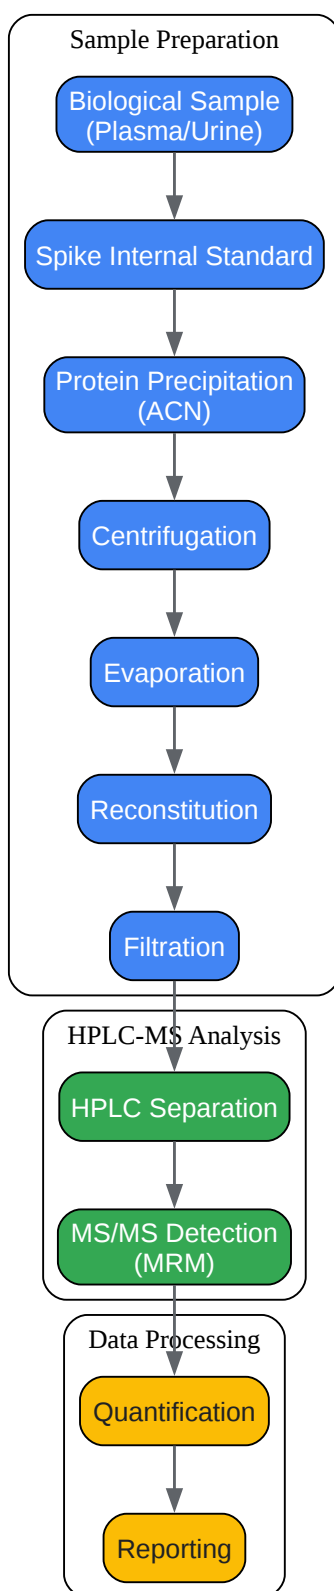 Sample Preparation
Biological Sample
(Plasma/Urine)
Spike Internal Standard
Protein Precipitation
(ACN)
Centrifugation
Evaporation
Reconstitution
Filtration
HPLC-MS Analysis
HPLC Separation
MS/MS Detection
(MRM)
Data Processing
Quantification
Reporting